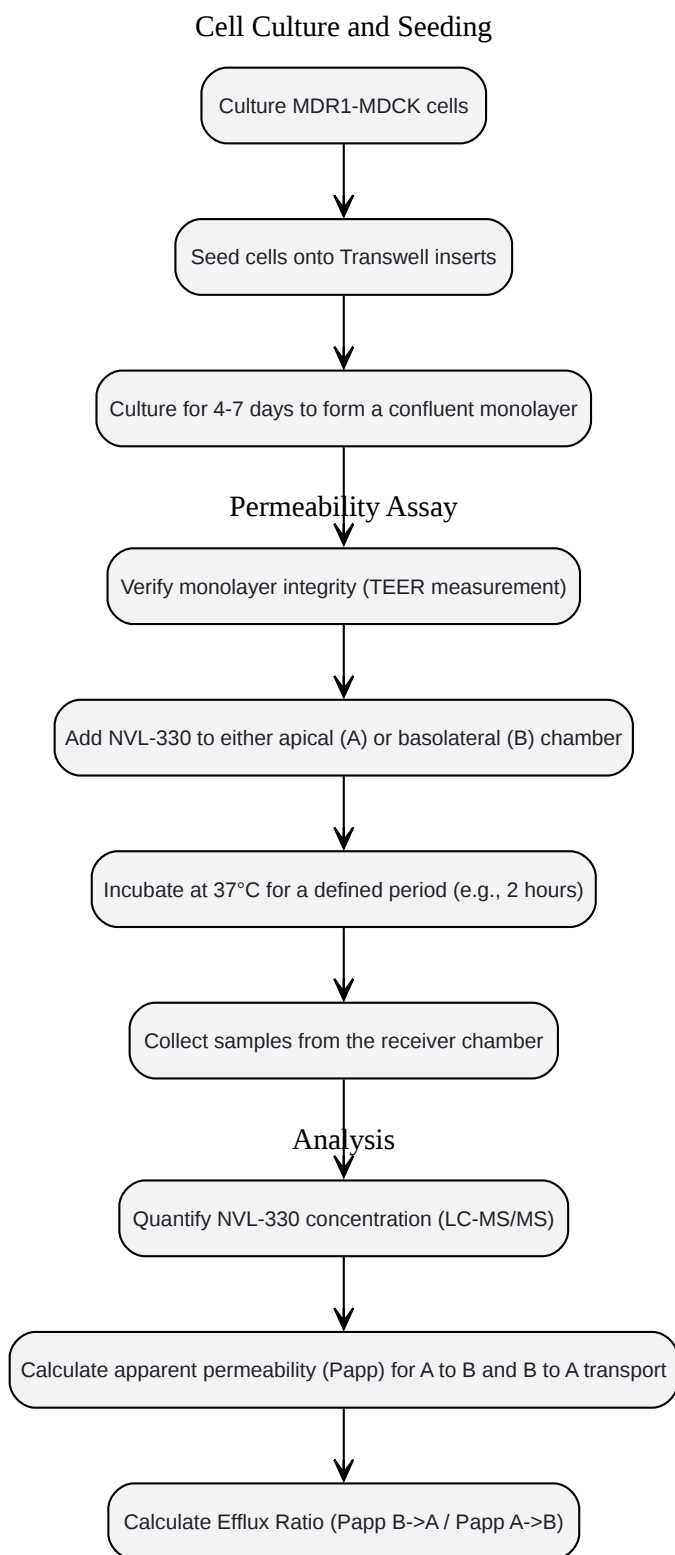 Cell Culture and Seeding
Culture MDR1-MDCK cells
Seed cells onto Transwell inserts
Culture for 4-7 days to form a confluent monolayer
Permeability Assay
Verify monolayer integrity (TEER measurement)
Add NVL-330 to either apical (A) or basolateral (B) chamber
Incubate at 37°C for a defined period (e.g., 2 hours)
Collect samples from the receiver chamber
Analysis
Quantify NVL-330 concentration (LC-MS/MS)
Calculate apparent permeability (Papp) for A to B and B to A transport
Calculate Efflux Ratio (Papp B->A / Papp A->B)